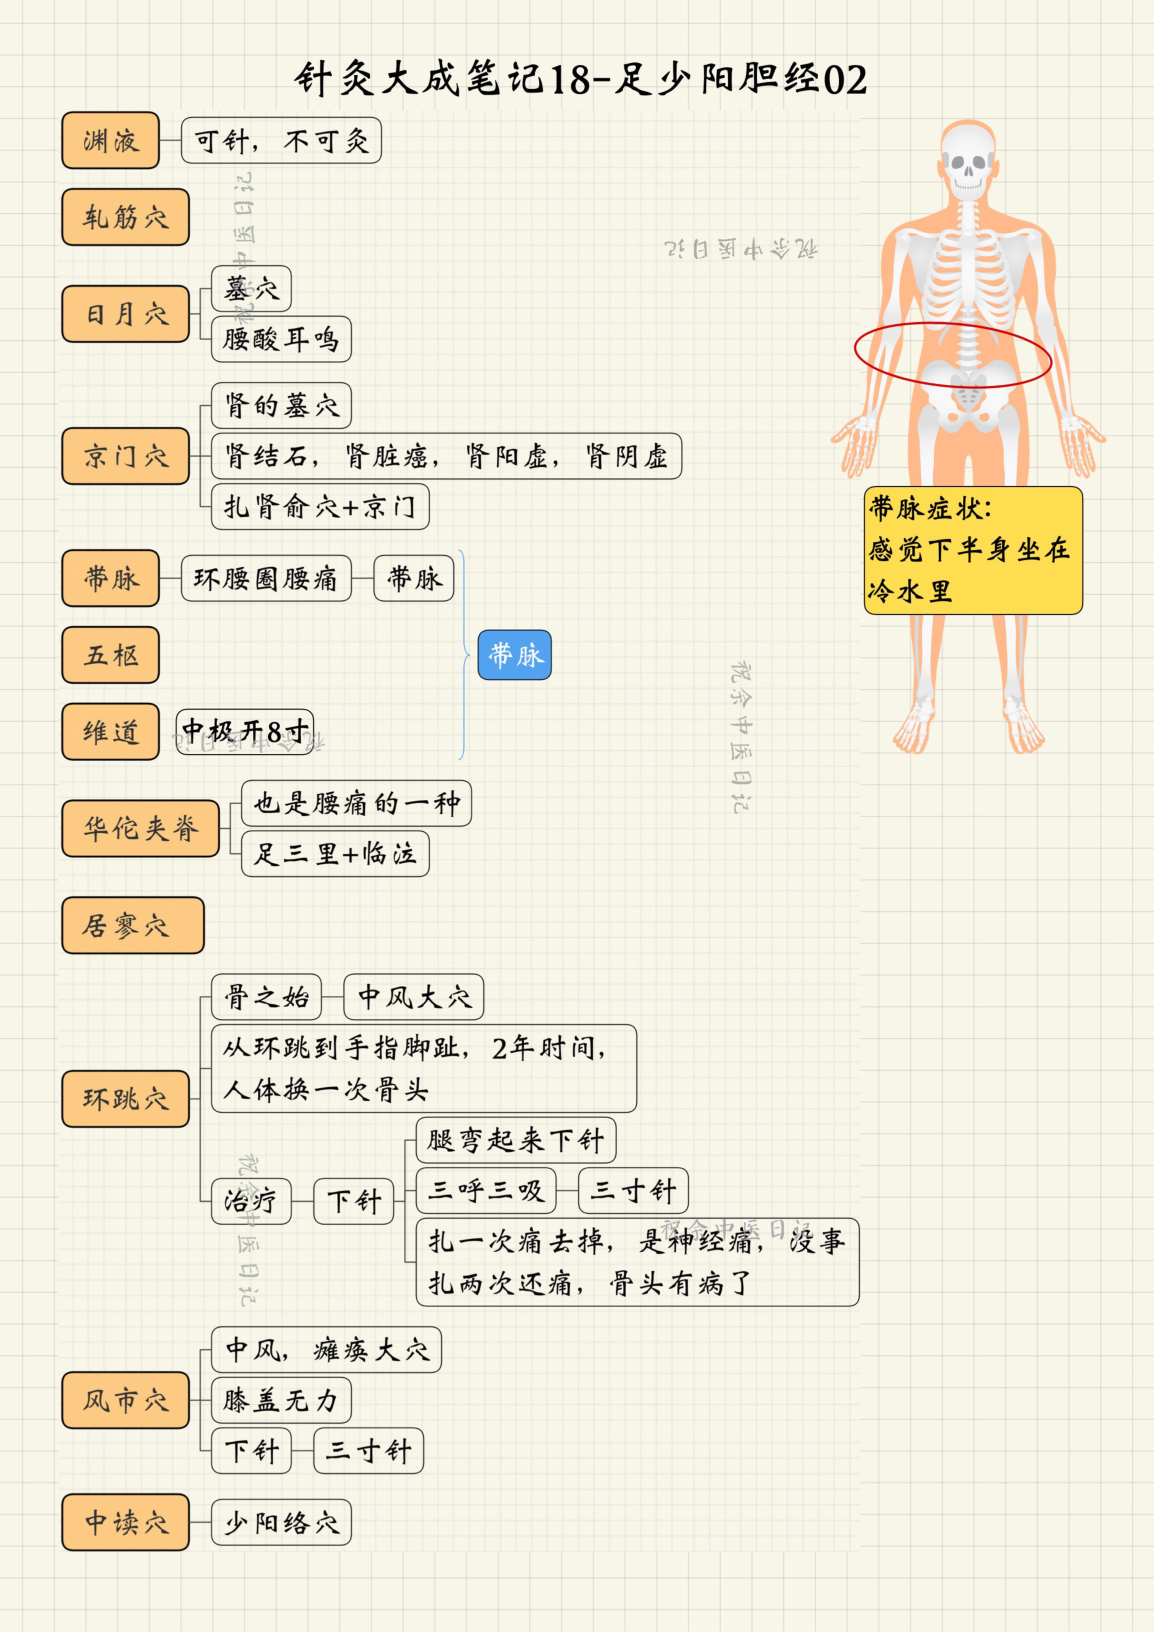 针灸大成笔记18-足少阳胆经02
渊液
可针，不可灸
轧筋穴
日月穴
墓穴
腰酸耳鸣
京门穴
肾的墓穴
肾结石，肾脏癌，肾阳虚，肾阴虚
扎肾俞穴+京门
带脉
环腰圈腰痛
带脉
五枢
维道
中极开8寸
带脉
带脉症状：
感觉下半身坐在
冷水里
华佗夹脊
也是腰痛的一种
足三里+临泣
居寥穴
环跳穴
骨之始
中风大穴
从环跳到手指脚趾，2年时间，
人体换一次骨头
治疗
下针
腿弯起来下针
三呼三吸
三寸针
扎一次痛去掉，是神经痛，没事
扎两次还痛，骨头有病了
风市穴
中风，瘫痪大穴
膝盖无力
下针
三寸针
中读穴
少阳络穴
祝余中医日记
祝余中医日记
祝余中医日记
祝余中医日记
祝余中医日记
祝余中医日记